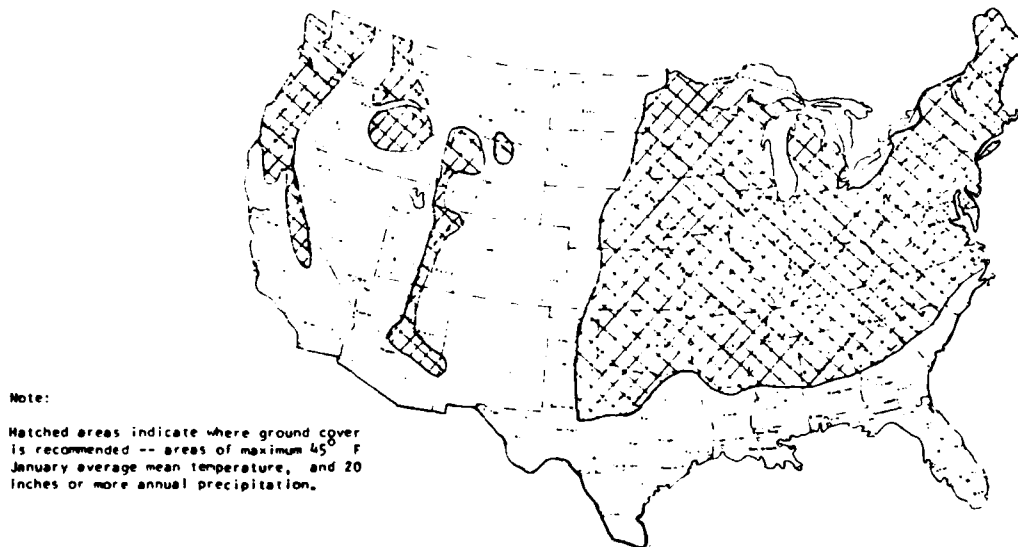 Note:
Hatched areas indicate where ground cover
is recommended -- areas of maximum 45° F
January average mean temperature, and 20
inches or more annual precipitation.